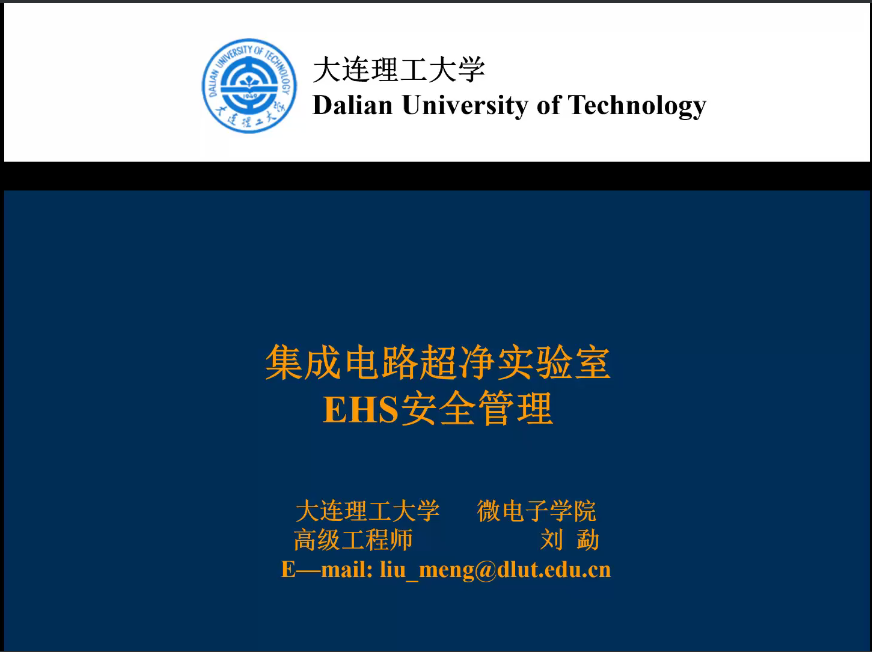 DALIAN UNIVERSITY OF TECHNOLOGY
1949
大连理工大学
大连理工大学
Dalian University of Technology
集成电路超净实验室
EHS安全管理
大连理工大学 微电子学院
高级工程师 刘 勐
E—mail: liu_meng@dlut.edu.cn